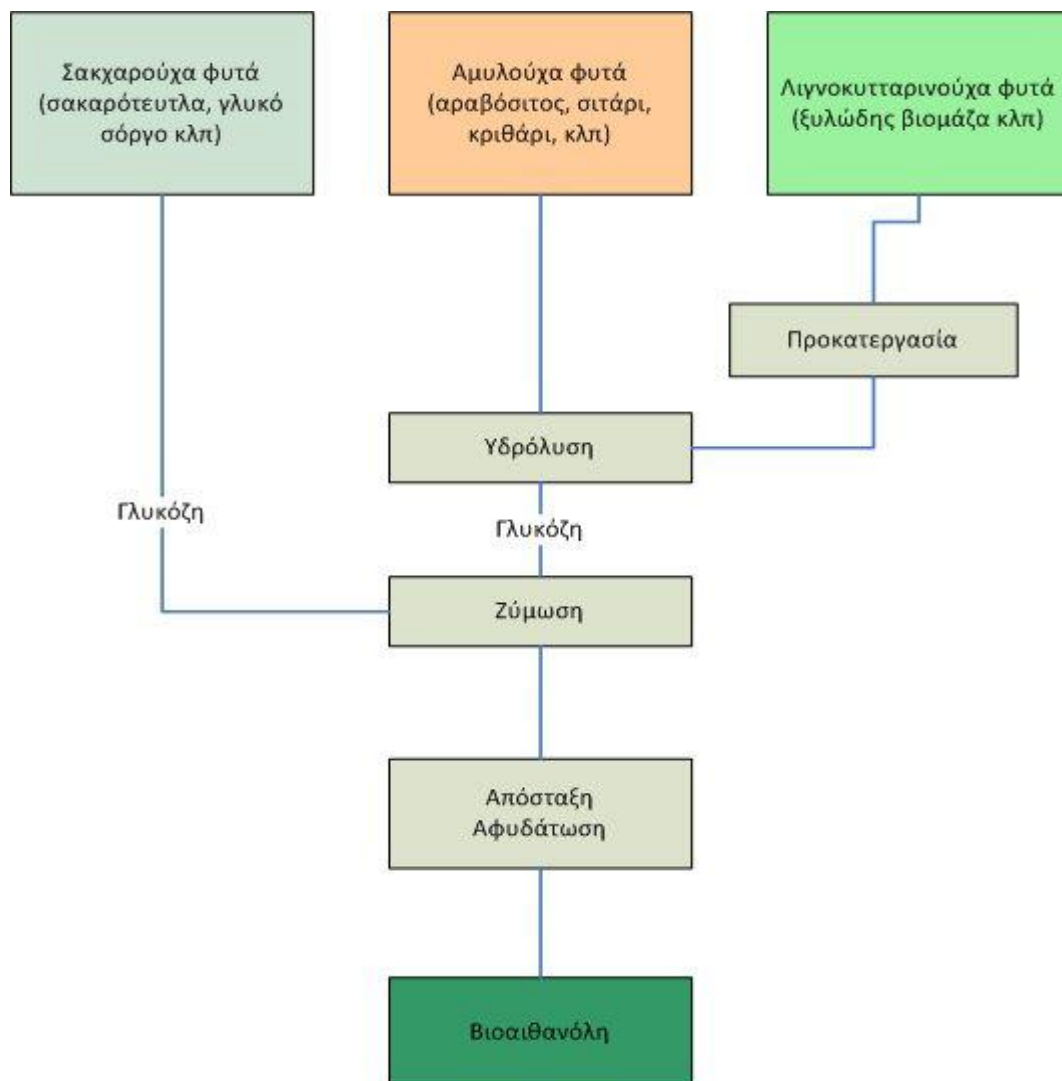 Σακχαρούχα φυτά
(σακαρότευτλα, γλυκό
σόργο κλπ)
Αμυλούχα φυτά
(αραβόσιτος, σιτάρι,
κριθάρι, κλπ)
Λιγνοκυτταρινούχα φυτά
(ξυλώδης βιομάζα κλπ)
Προκατεργασία
Υδρόλυση
Γλυκόζη
Γλυκόζη
Ζύμωση
Απόσταξη
Αφυδάτωση
Βιοαιθανόλη